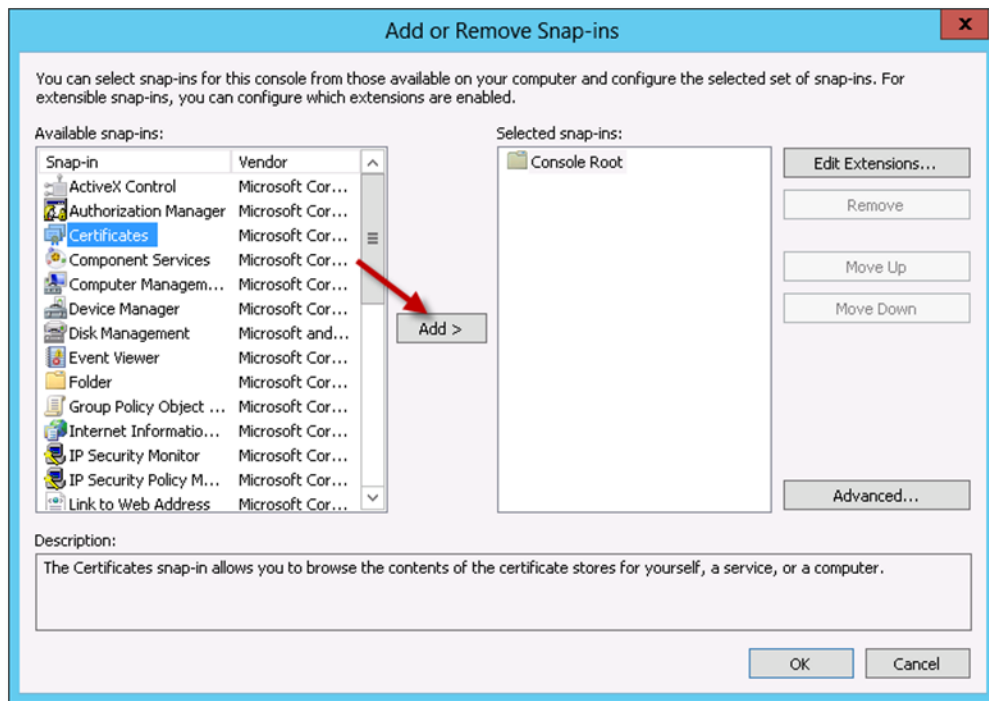 Add or Remove Snap-ins
x
You can select snap-ins for this console from those available on your computer and configure the selected set of snap-ins. For
extensible snap-ins, you can configure which extensions are enabled.
Available snap-ins:
Snap-in Vendor
ActiveX Control Microsoft Cor...
Authorization Manager Microsoft Cor...
Certificates Microsoft Cor...
Component Services Microsoft Cor...
Computer Managem... Microsoft Cor...
Device Manager Microsoft Cor...
Disk Management Microsoft and...
Event Viewer Microsoft Cor...
Folder Microsoft Cor...
Group Policy Object ... Microsoft Cor...
Internet Informatio... Microsoft Cor...
IP Security Monitor Microsoft Cor...
IP Security Policy M... Microsoft Cor...
Link to Web Address Microsoft Cor...
Add >
Selected snap-ins:
Console Root
Edit Extensions...
Remove
Move Up
Move Down
Advanced...
Description:
The Certificates snap-in allows you to browse the contents of the certificate stores for yourself, a service, or a computer.
OK
Cancel